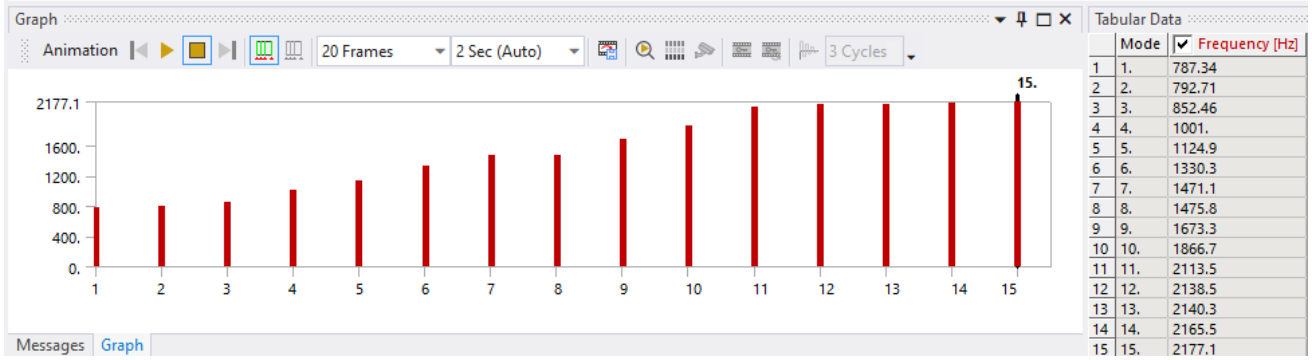 Graph
Animation 20 Frames 2 Sec (Auto) 3 Cycles
15.
2177.1
1600.
1200.
800.
400.
0.
1 2 3 4 5 6 7 8 9 10 11 12 13 14 15
Messages Graph
Tabular Data
Mode Frequency [Hz]
1 1. 787.34
2 2. 792.71
3 3. 852.46
4 4. 1001.
5 5. 1124.9
6 6. 1330.3
7 7. 1471.1
8 8. 1475.8
9 9. 1673.3
10 10. 1866.7
11 11. 2113.5
12 12. 2138.5
13 13. 2140.3
14 14. 2165.5
15 15. 2177.1